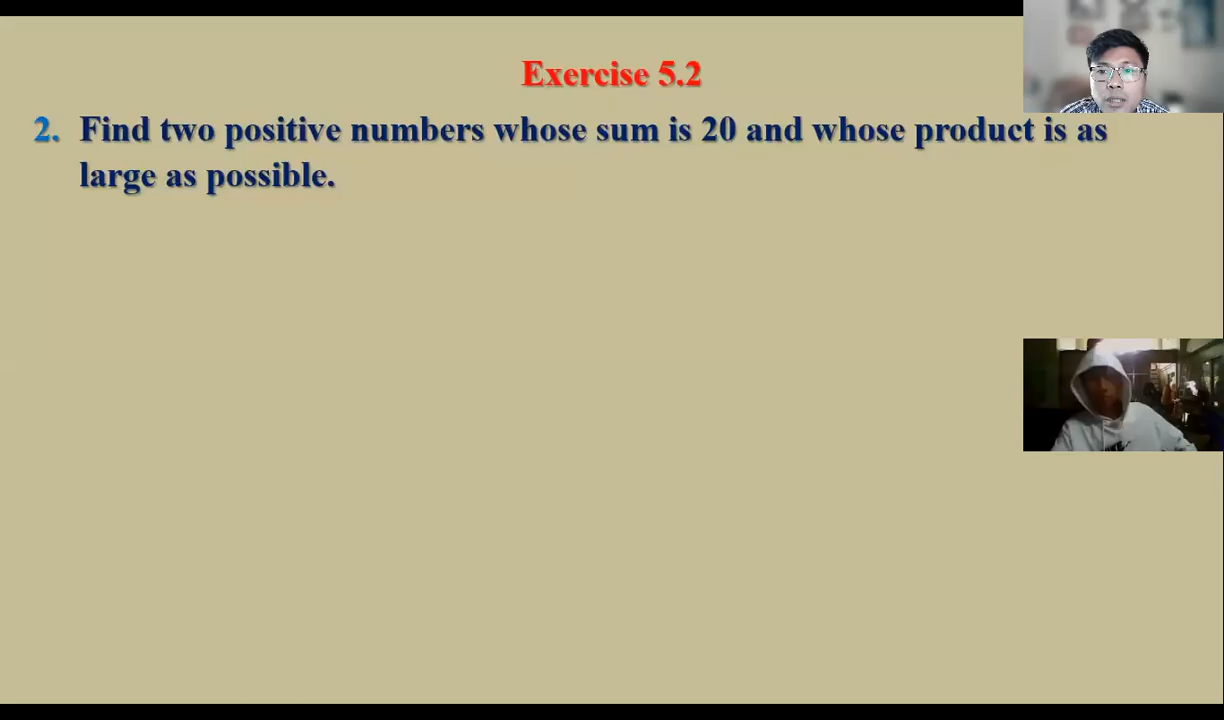 Exercise 5.2
2. Find two positive numbers whose sum is 20 and whose product is as
large as possible.